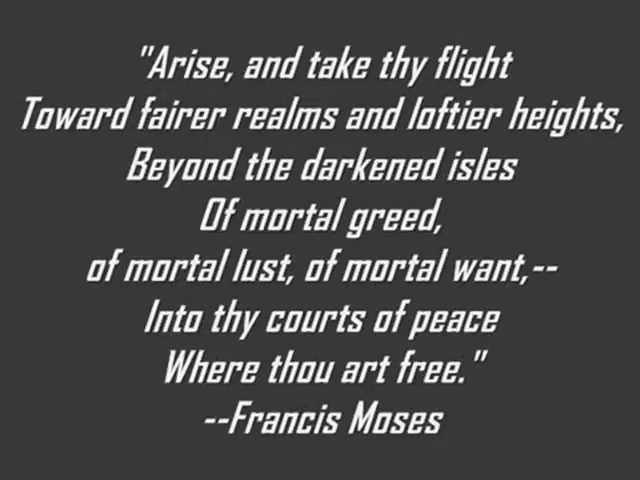 "Arise, and take thy flight
Toward fairer realms and loftier heights,
Beyond the darkened isles
Of mortal greed,
of mortal lust, of mortal want,--
Into thy courts of peace
Where thou art free."
--Francis Moses